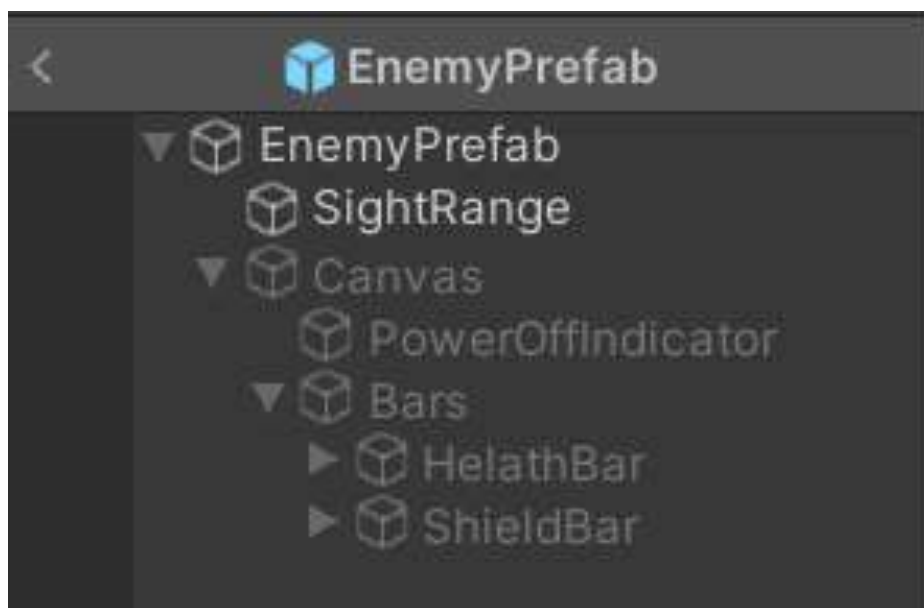 EnemyPrefab
EnemyPrefab
SightRange
Canvas
PowerOffIndicator
Bars
HelathBar
ShieldBar